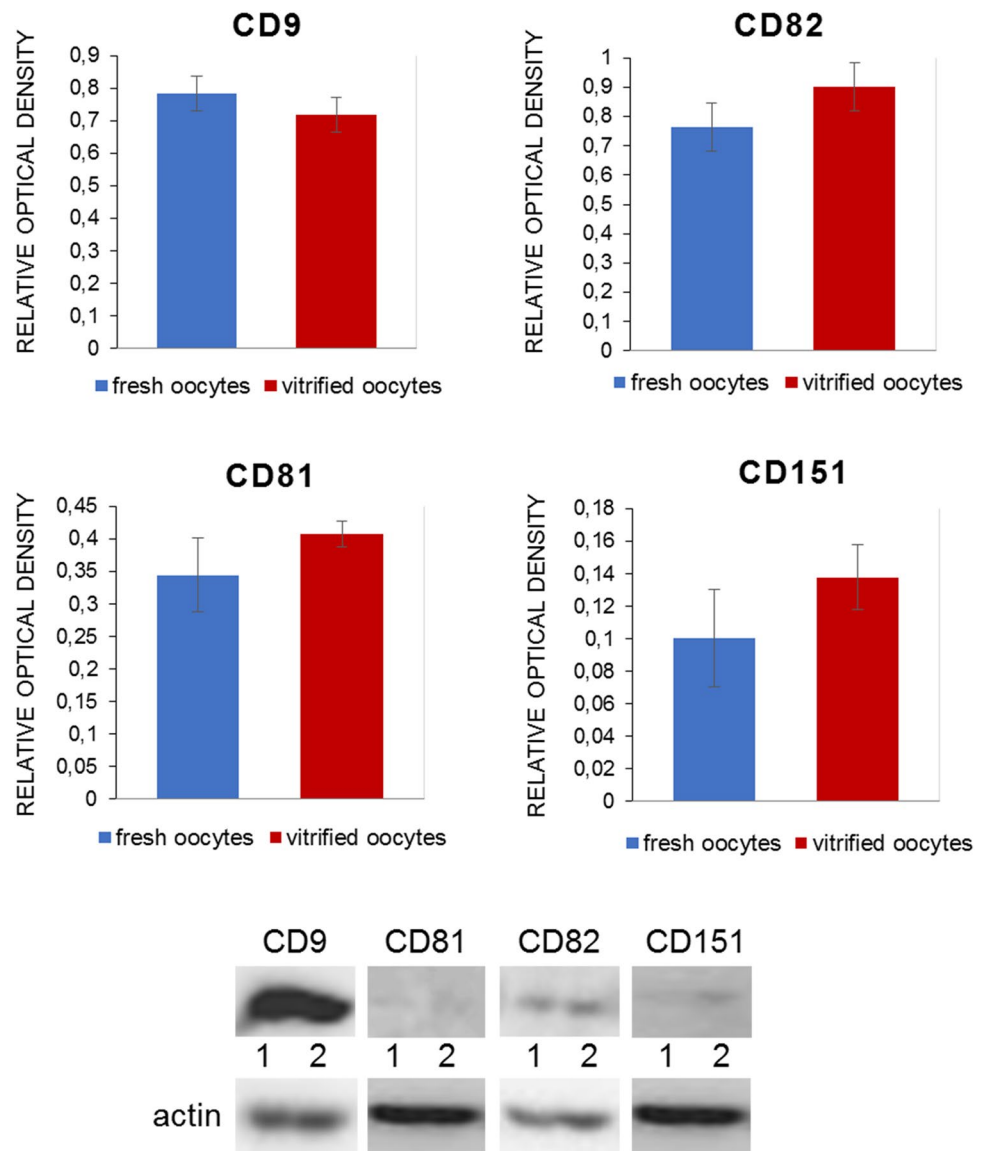 CD9
RELATIVE OPTICAL DENSITY
0,9
0,8
0,7
0,6
0,5
0,4
0,3
0,2
0,1
0
fresh oocytes vitrified oocytes
CD82
RELATIVE OPTICAL DENSITY
1
0,9
0,8
0,7
0,6
0,5
0,4
0,3
0,2
0,1
0
fresh oocytes vitrified oocytes
CD81
RELATIVE OPTICAL DENSITY
0,45
0,4
0,35
0,3
0,25
0,2
0,15
0,1
0,05
0
fresh oocytes vitrified oocytes
CD151
RELATIVE OPTICAL DENSITY
0,18
0,16
0,14
0,12
0,1
0,08
0,06
0,04
0,02
0
fresh oocytes vitrified oocytes
CD9 CD81 CD82 CD151
1 2 1 2 1 2 1 2
actin